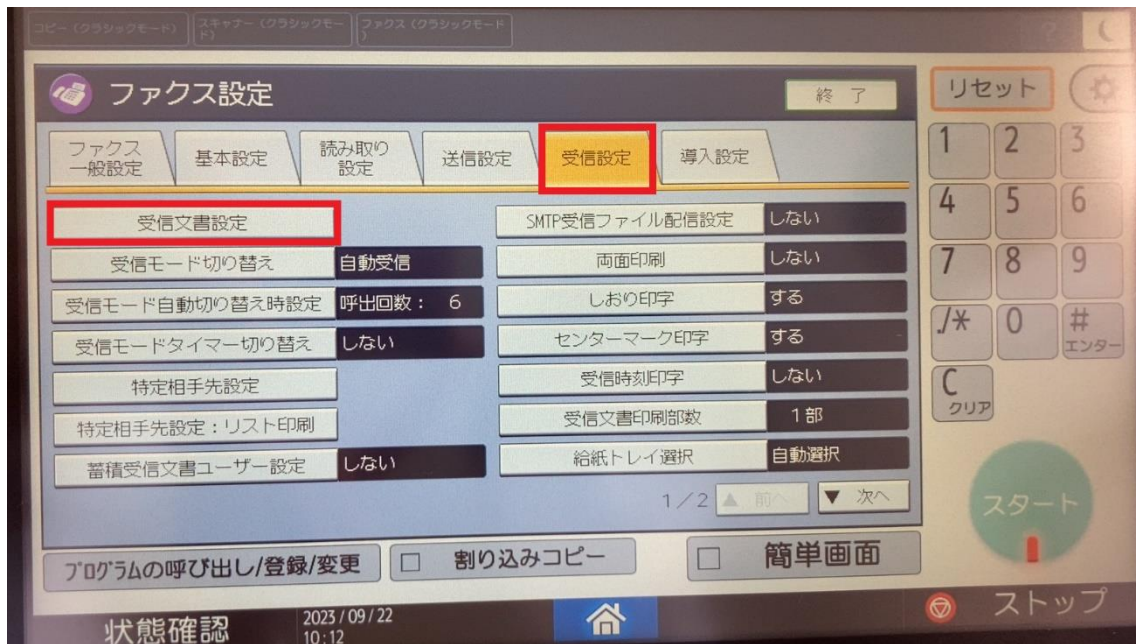 コピー（クラシックモード）
スキャナー（クラシックモー
ド）
ファクス（クラシックモード
）
?
ファクス設定
終 了
ファクス
一般設定
基本設定
読み取り
設定
送信設定
受信設定
導入設定
受信文書設定
受信モード切り替え
自動受信
受信モード自動切り替え時設定
呼出回数： 6
受信モードタイマー切り替え
しない
特定相手先設定
特定相手先設定：リスト印刷
蓄積受信文書ユーザー設定
しない
SMTP受信ファイル配信設定
しない
両面印刷
しない
しおり印字
する
センターマーク印字
する
受信時刻印字
しない
受信文書印刷部数
1部
給紙トレイ選択
自動選択
1／2
▲ 前へ
▼ 次へ
プログラムの呼び出し/登録/変更
割り込みコピー
簡単画面
状態確認
2023/09/22
10:12
リセット
1
2
3
4
5
6
7
8
9
./*
0
#
エンター
C
クリア
スタート
ストップ